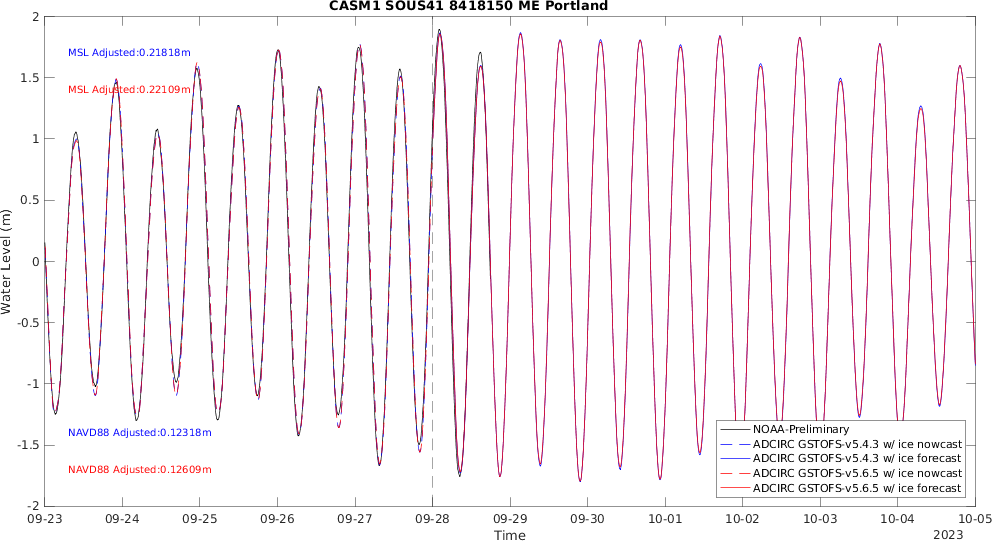 CASM1 SOUS41 8418150 ME Portland
MSL Adjusted:0.21818m
MSL Adjusted:0.22109m
NAVD88 Adjusted:0.12318m
NAVD88 Adjusted:0.12609m
Water Level (m)
2
1.5
1
0.5
0
-0.5
-1
-1.5
-2
NOAA-Preliminary
ADCIRC GSTOFS-v5.4.3 w/ ice nowcast
ADCIRC GSTOFS-v5.4.3 w/ ice forecast
ADCIRC GSTOFS-v5.6.5 w/ ice nowcast
ADCIRC GSTOFS-v5.6.5 w/ ice forecast
09-23 09-24 09-25 09-26 09-27 09-28 09-29 09-30 10-01 10-02 10-03 10-04 10-05
Time
2023